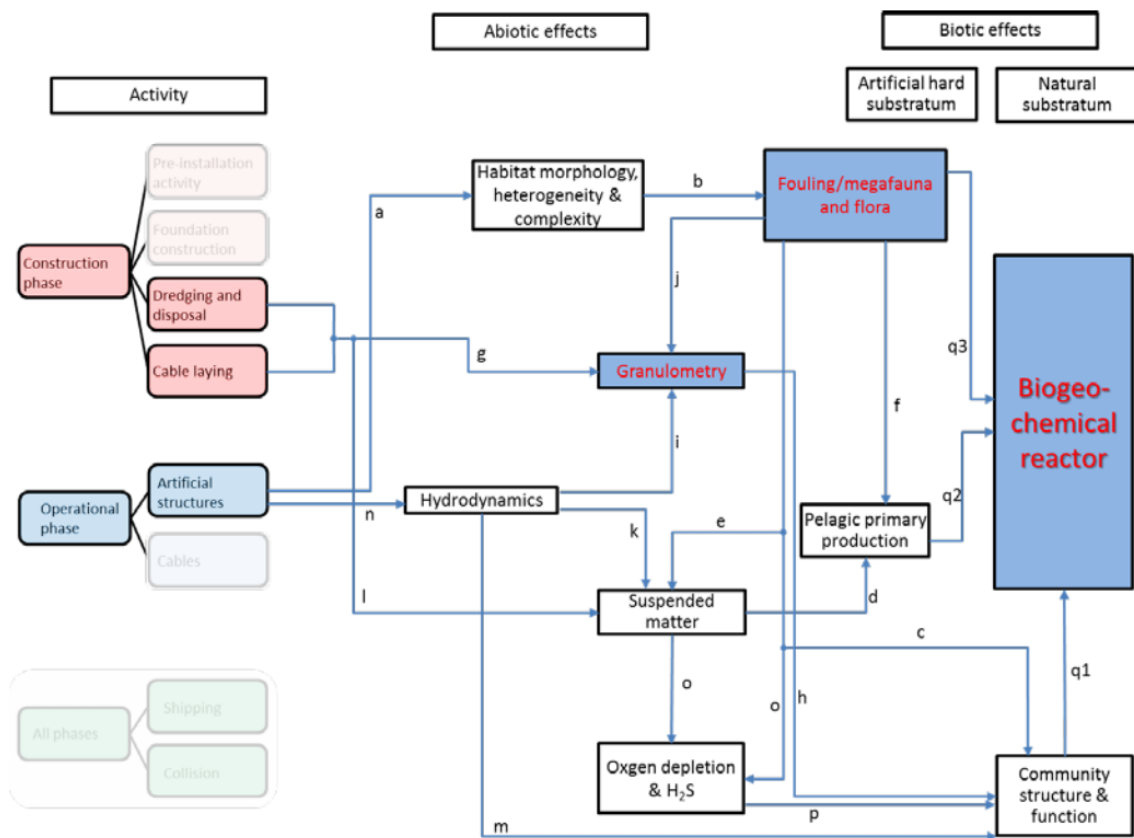 Abiotic effects
Biotic effects
Activity
Artificial hard
substratum
Natural
substratum
Pre-installation
activity
Foundation
construction
Construction
phase
Dredging and
disposal
Cable laying
Habitat morphology,
heterogeneity &
complexity
Fouling/megafauna
and flora
a
b
j
g
Granulometry
q3
f
Biogeo-
chemical
reactor
i
Artificial
structures
Operational
phase
Cables
n
Hydrodynamics
k
e
Pelagic primary
production
q2
l
Suspended
matter
d
c
q1
o
o
h
All phases
Shipping
Collision
Oxgen depletion
& H₂S
p
m
Community
structure &
function